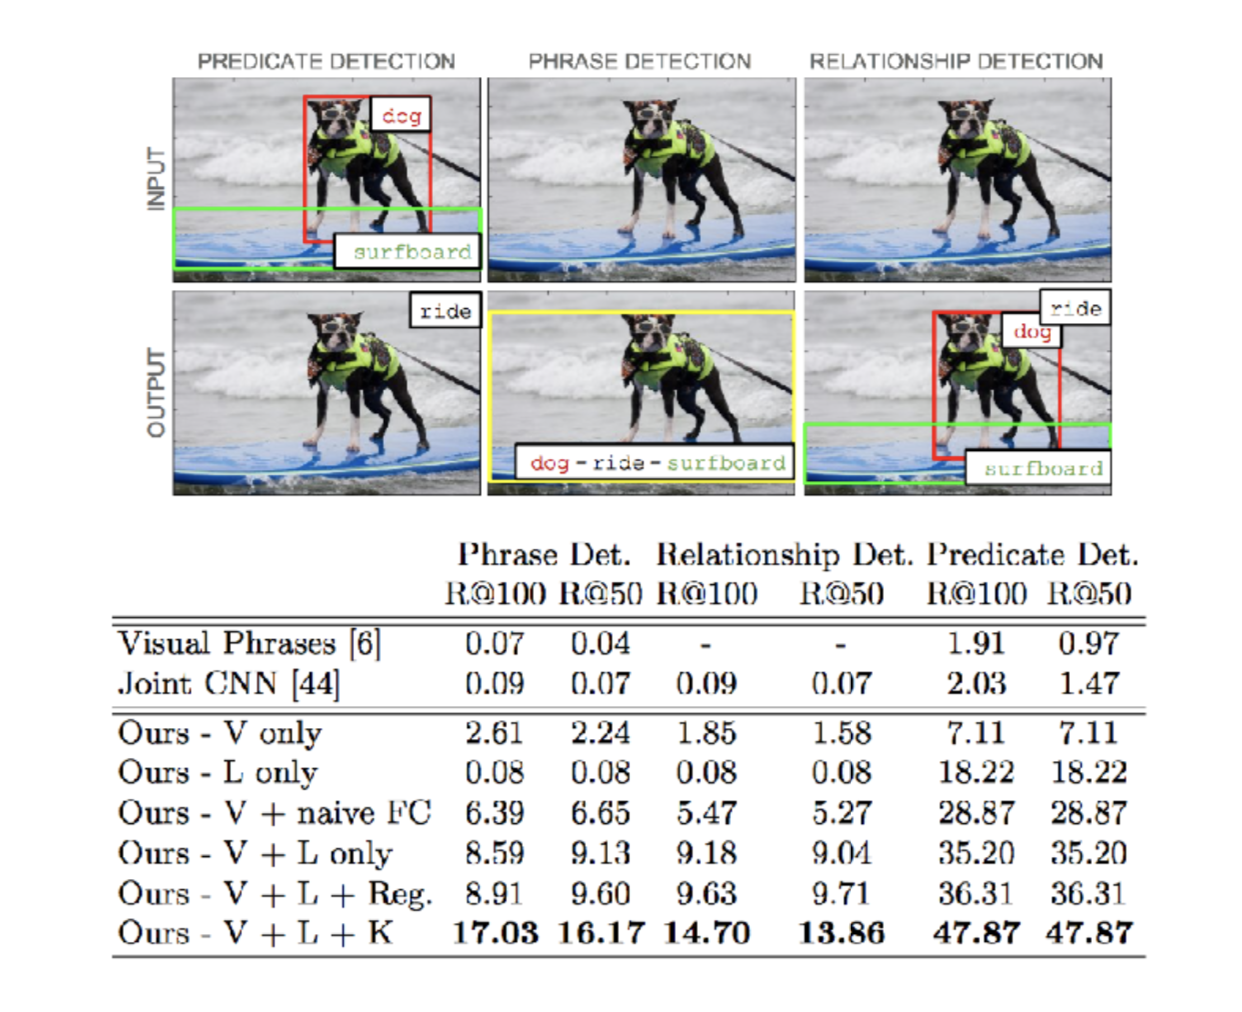 PREDICATE DETECTION PHRASE DETECTION RELATIONSHIP DETECTION
INPUT
dog
surfboard
OUTPUT
ride
dog - ride - surfboard
ride
dog
surfboard
Phrase Det. Relationship Det. Predicate Det.
R@100 R@50 R@100 R@50 R@100 R@50
Visual Phrases [6] 0.07 0.04 - - 1.91 0.97
Joint CNN [44] 0.09 0.07 0.09 0.07 2.03 1.47
Ours - V only 2.61 2.24 1.85 1.58 7.11 7.11
Ours - L only 0.08 0.08 0.08 0.08 18.22 18.22
Ours - V + naive FC 6.39 6.65 5.47 5.27 28.87 28.87
Ours - V + L only 8.59 9.13 9.18 9.04 35.20 35.20
Ours - V + L + Reg. 8.91 9.60 9.63 9.71 36.31 36.31
Ours - V + L + K 17.03 16.17 14.70 13.86 47.87 47.87